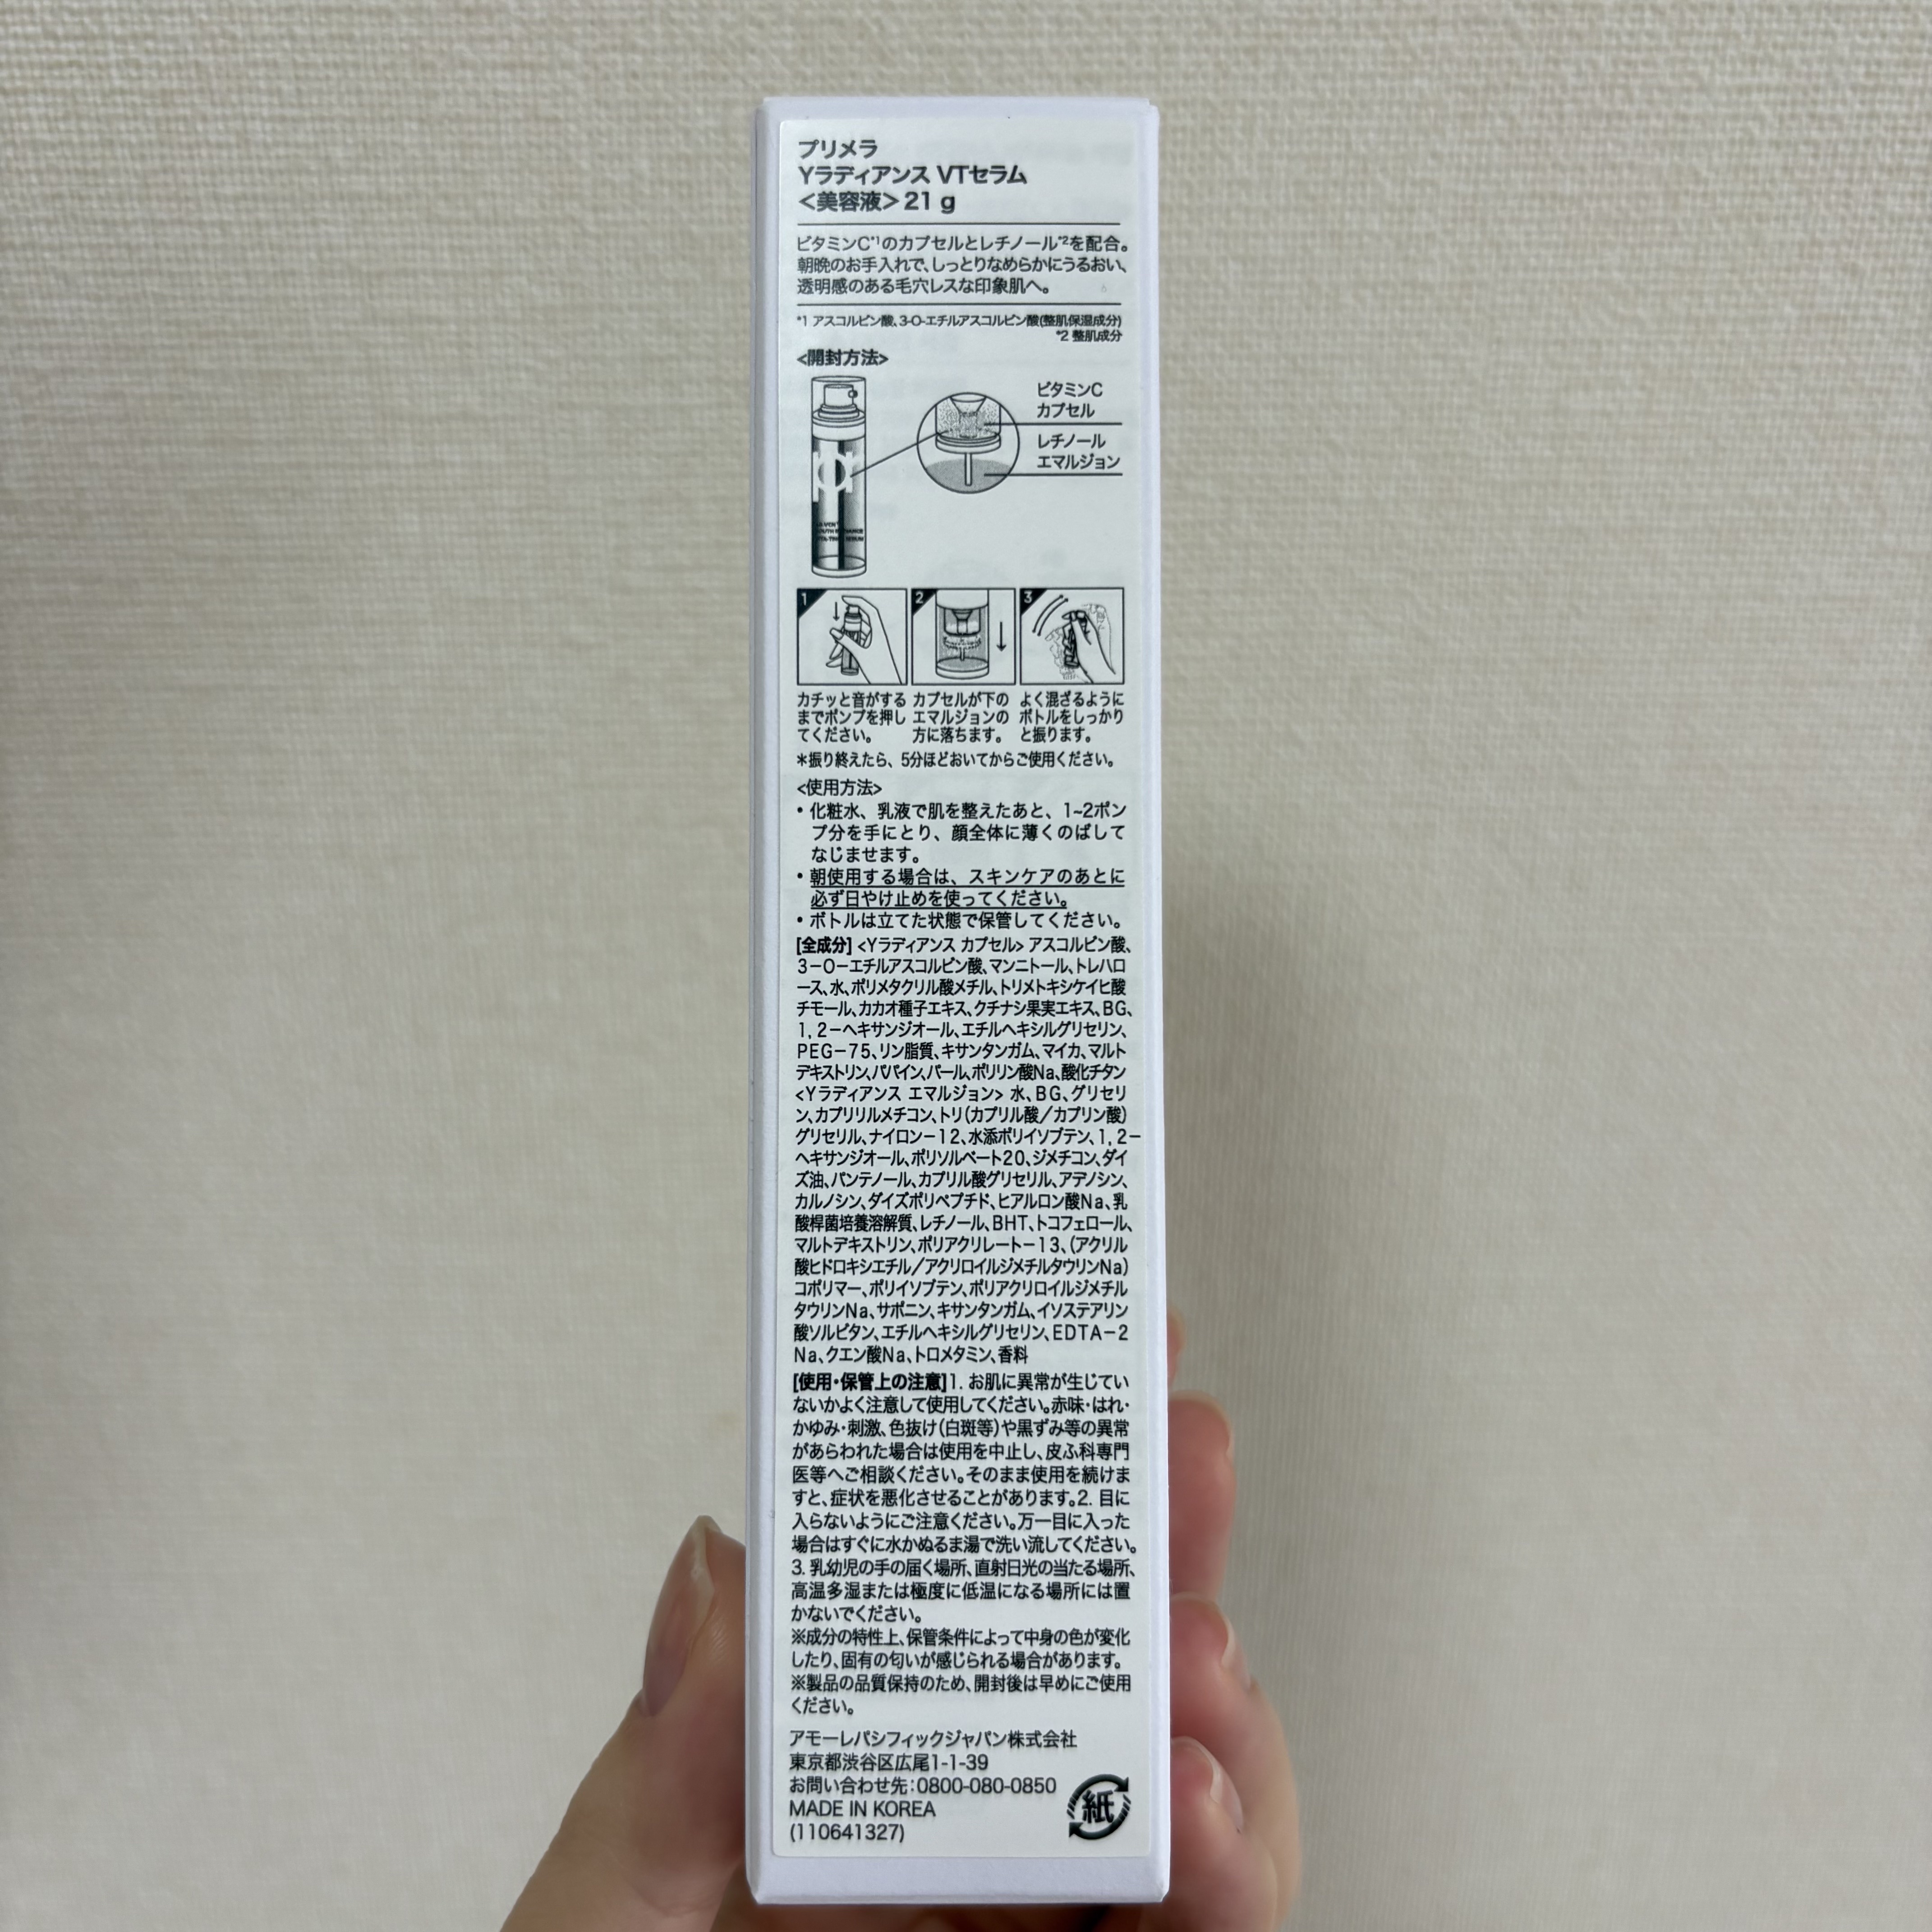 プリメラ
Yラディアンス VTセラム
＜美容液＞21 g
ビタミンC*1のカプセルとレチノール*2を配合。
朝晩のお手入れで、しっとりなめらかにうるおい、
透明感のある毛穴レスな印象肌へ。
*1 アスコルビン酸、3-O-エチルアスコルビン酸(整肌保湿成分)
*2 整肌成分
<開封方法>
ビタミンC
カプセル
レチノール
エマルジョン
1 2 3
カチッと音がする
までポンプを押し
てください。
カプセルが下の
エマルジョンの
方に落ちます。
よく混ざるように
ボトルをしっかり
と振ります。
＊振り終えたら、5分ほどおいてからご使用ください。
<使用方法>
• 化粧水、乳液で肌を整えたあと、1~2ポン
プ分を手にとり、顔全体に薄くのばして
なじませます。
• 朝使用する場合は、スキンケアのあとに
必ず日やけ止めを使ってください。
• ボトルは立てた状態で保管してください。
[全成分] <Yラディアンス カプセル> アスコルビン酸、
3－O－エチルアスコルビン酸、マンニトール、トレハロ
ース、水、ポリメタクリル酸メチル、トリメトキシケイヒ酸
チモール、カカオ種子エキス、クチナシ果実エキス、BG、
1，2－ヘキサンジオール、エチルヘキシルグリセリン、
PEG－75、リン脂質、キサンタンガム、マイカ、マルト
デキストリン、パパイン、パール、ポリリン酸Na、酸化チタン
<Yラディアンス エマルジョン> 水、BG、グリセリ
ン、カプリリルメチコン、トリ（カプリル酸／カプリン酸）
グリセリル、ナイロン－12、水添ポリイソブテン、1，2－
ヘキサンジオール、ポリソルベート20、ジメチコン、ダイ
ズ油、パンテノール、カプリル酸グリセリル、アデノシン、
カルノシン、ダイズポリペプチド、ヒアルロン酸Na、乳
酸桿菌培養溶解質、レチノール、BHT、トコフェロール、
マルトデキストリン、ポリアクリレート－13、（アクリル
酸ヒドロキシエチル／アクリロイルジメチルタウリンNa）
コポリマー、ポリイソブテン、ポリアクリロイルジメチル
タウリンNa、サポニン、キサンタンガム、イソステアリン
酸ソルビタン、エチルヘキシルグリセリン、EDTA－2
Na、クエン酸Na、トロメタミン、香料
[使用・保管上の注意]1. お肌に異常が生じてい
ないかよく注意して使用してください。赤味・はれ・
かゆみ・刺激、色抜け（白斑等）や黒ずみ等の異常
があらわれた場合は使用を中止し、皮ふ科専門
医等へご相談ください。そのまま使用を続けま
すと、症状を悪化させることがあります。2. 目に
入らないようにご注意ください。万一目に入った
場合はすぐに水かぬるま湯で洗い流してください。
3. 乳幼児の手の届く場所、直射日光の当たる場所、
高温多湿または極度に低温になる場所には置
かないでください。
※成分の特性上、保管条件によって中身の色が変化
したり、固有の匂いが感じられる場合があります。
※製品の品質保持のため、開封後は早めにご使用
ください。
アモーレパシフィックジャパン株式会社
東京都渋谷区広尾1-1-39
お問い合わせ先：0800-080-0850
MADE IN KOREA
(110641327)
紙